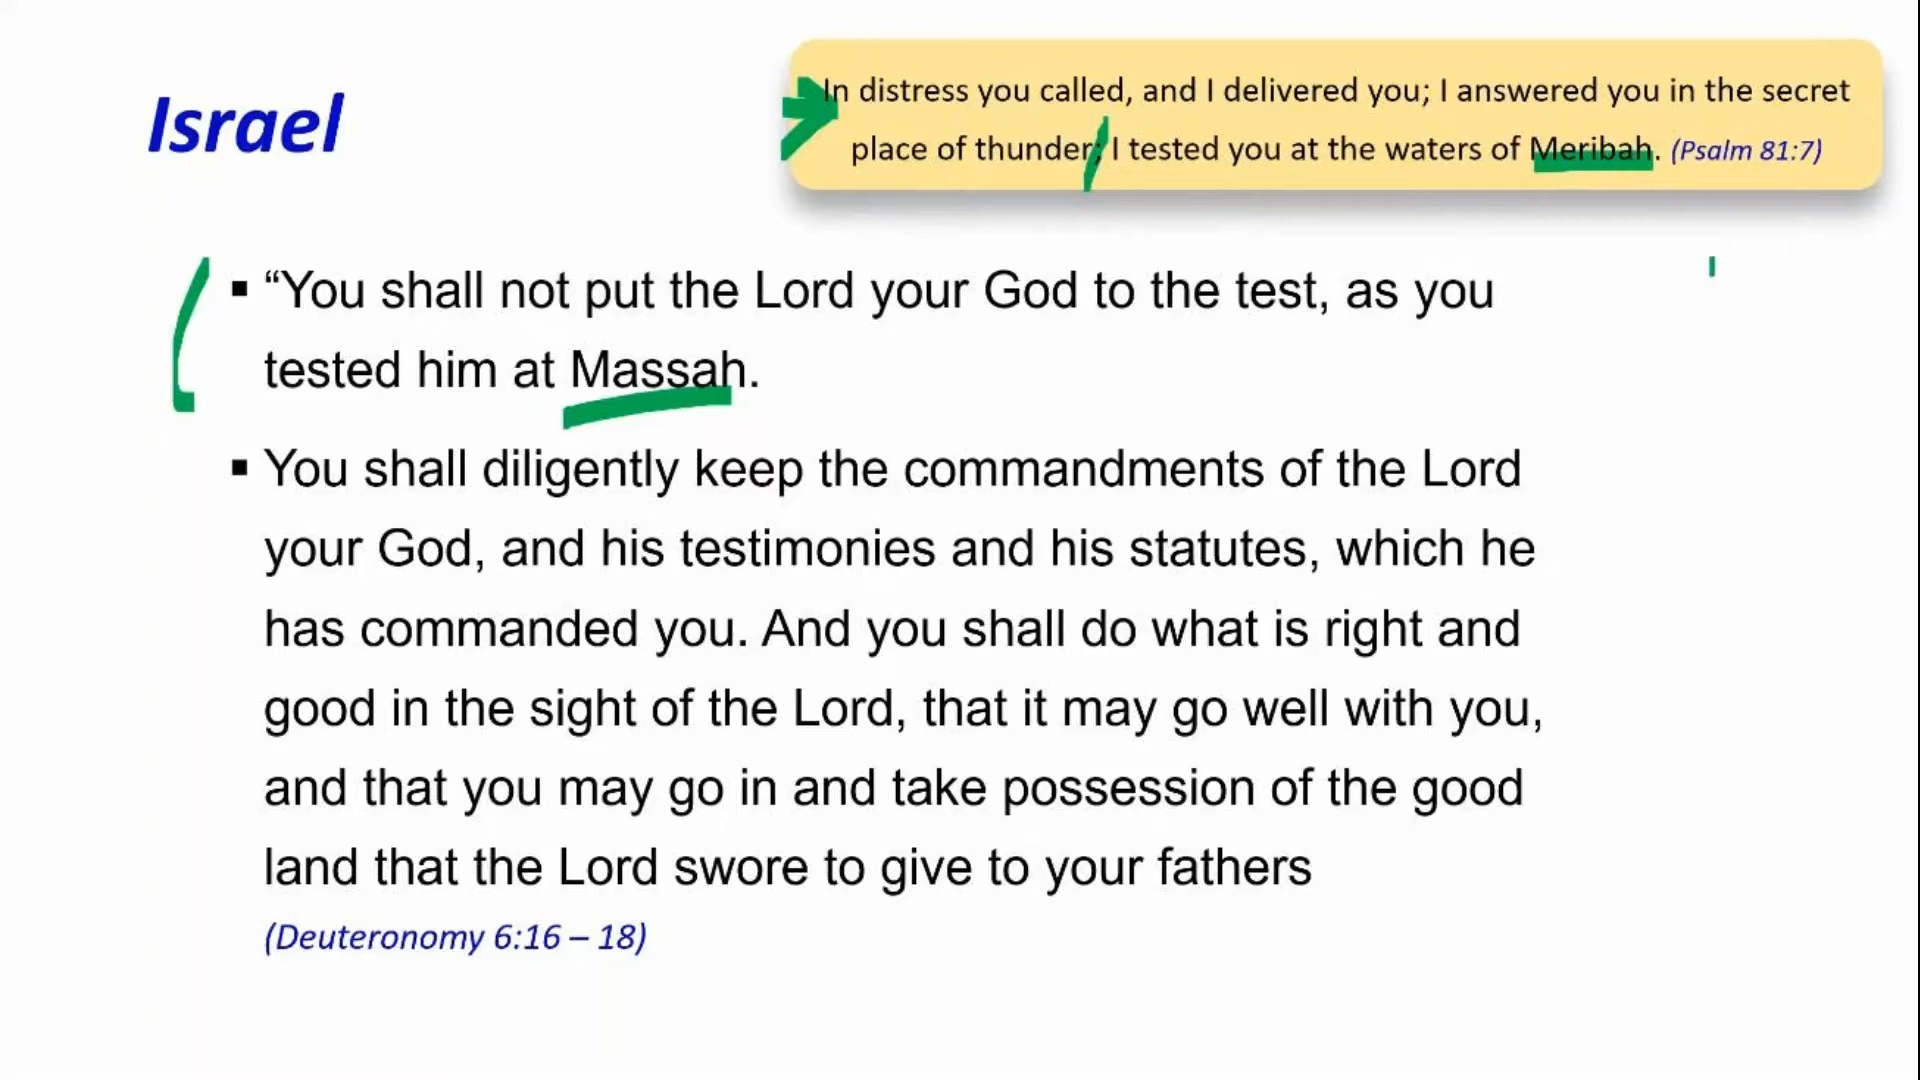 Israel
In distress you called, and I delivered you; I answered you in the secret
place of thunder; I tested you at the waters of Meribah. (Psalm 81:7)
▪ “You shall not put the Lord your God to the test, as you
tested him at Massah.
▪ You shall diligently keep the commandments of the Lord
your God, and his testimonies and his statutes, which he
has commanded you. And you shall do what is right and
good in the sight of the Lord, that it may go well with you,
and that you may go in and take possession of the good
land that the Lord swore to give to your fathers
(Deuteronomy 6:16 – 18)